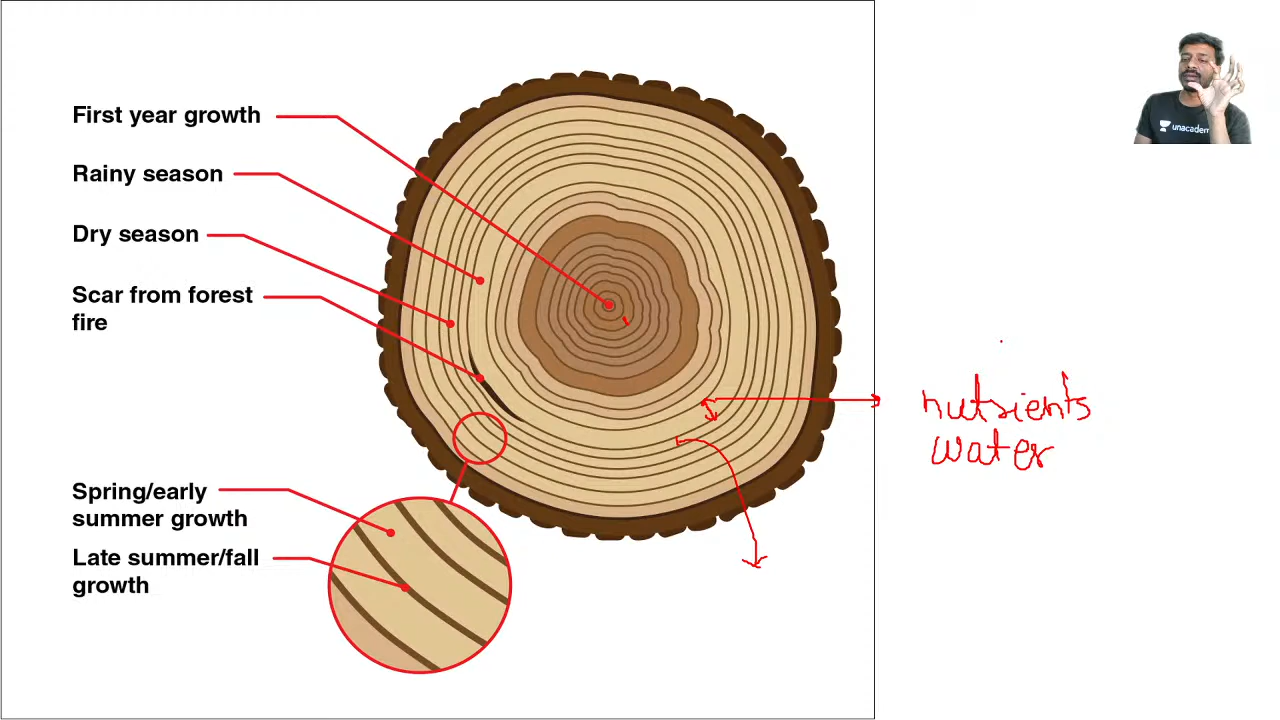 First year growth
Rainy season
Dry season
Scar from forest
fire
Spring/early
summer growth
Late summer/fall
growth
nutrients
water
unacadem